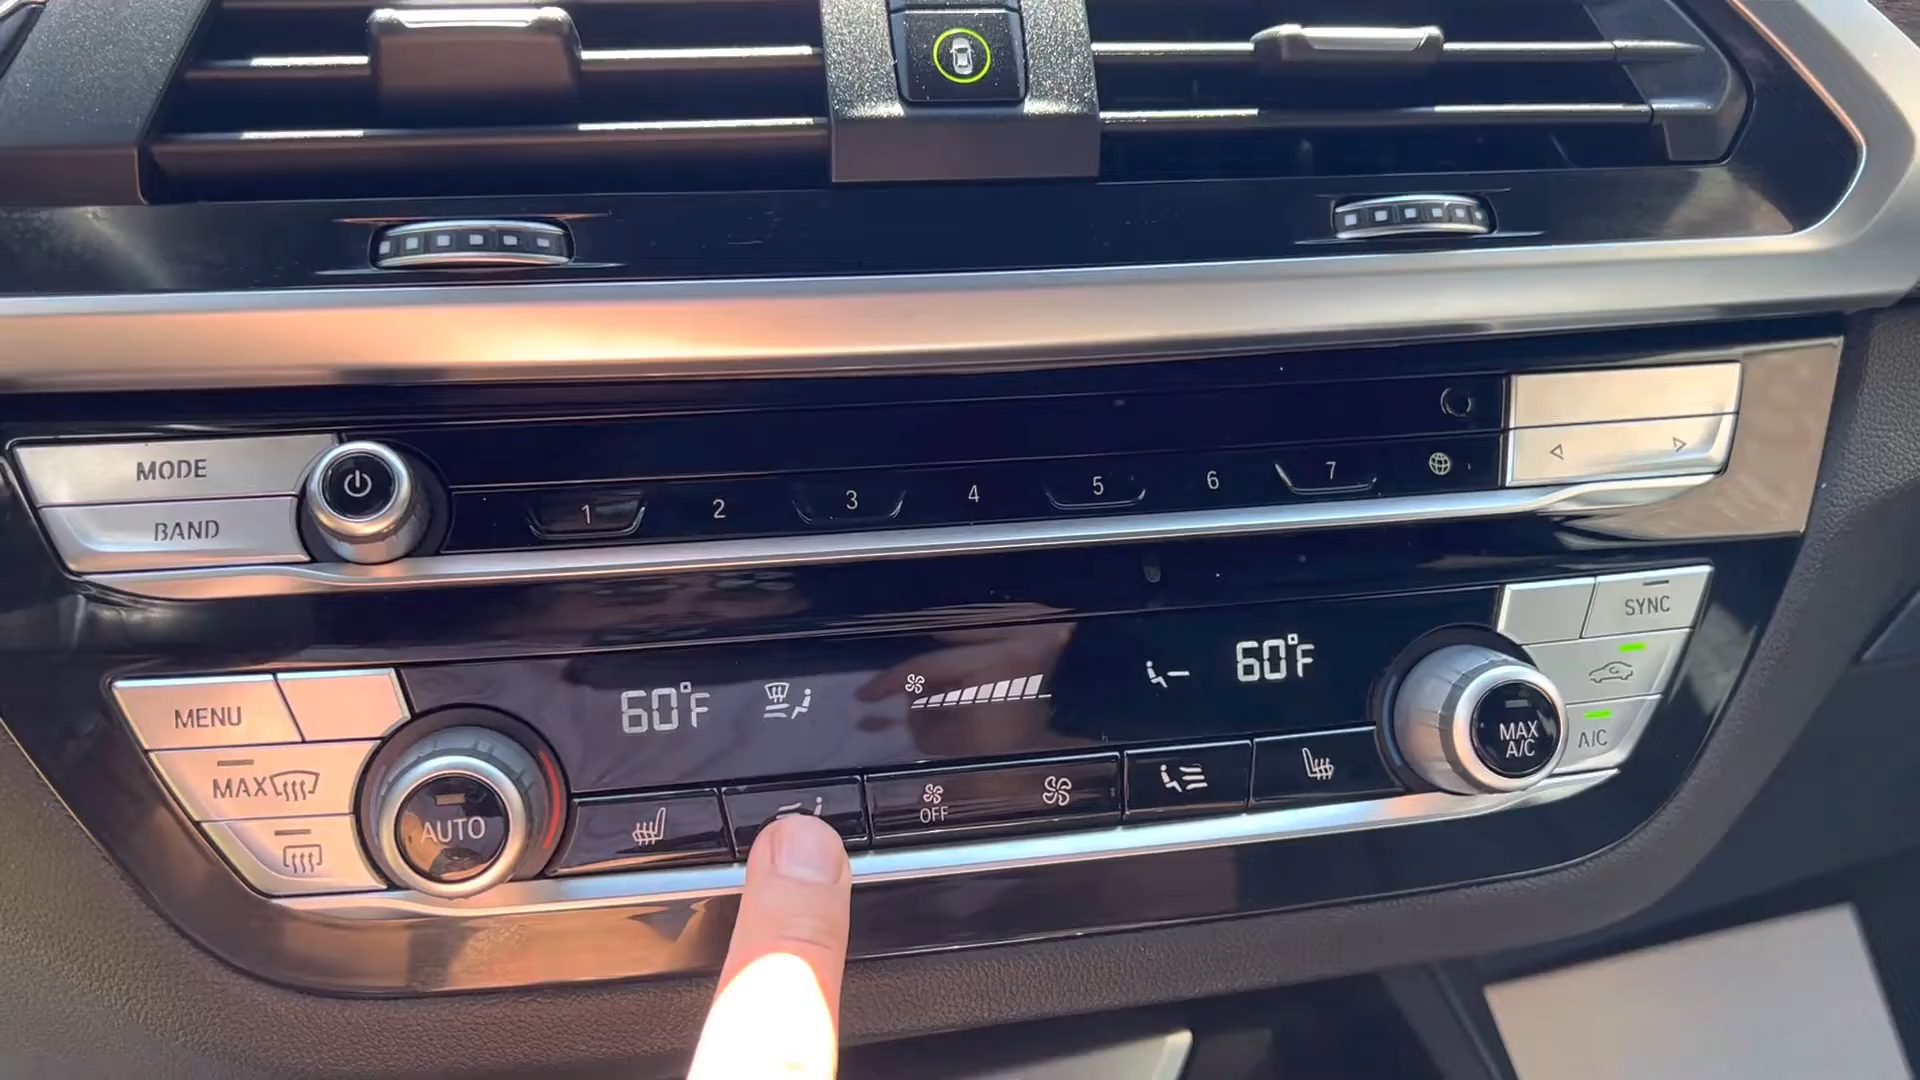 MODE
BAND
1 2 3 4 5 6 7
SYNC
60°F 60°F
MENU
MAX
MAX A/C
A/C
AUTO
OFF